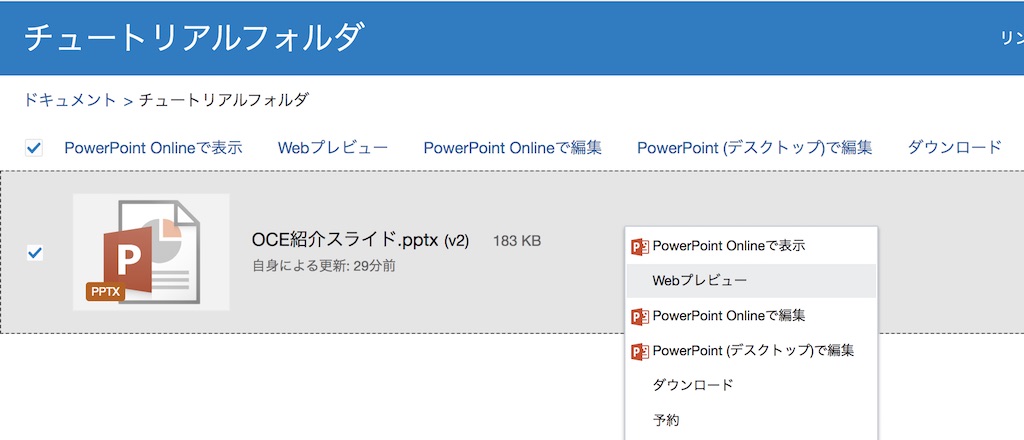 チュートリアルフォルダ
リン
ドキュメント > チュートリアルフォルダ
PowerPoint Onlineで表示 Webプレビュー PowerPoint Onlineで編集 PowerPoint (デスクトップ)で編集 ダウンロード
P
PPTX
OCE紹介スライド.pptx (v2) 183 KB
自身による更新: 29分前
PowerPoint Onlineで表示
Webプレビュー
PowerPoint Onlineで編集
PowerPoint (デスクトップ)で編集
ダウンロード
予約